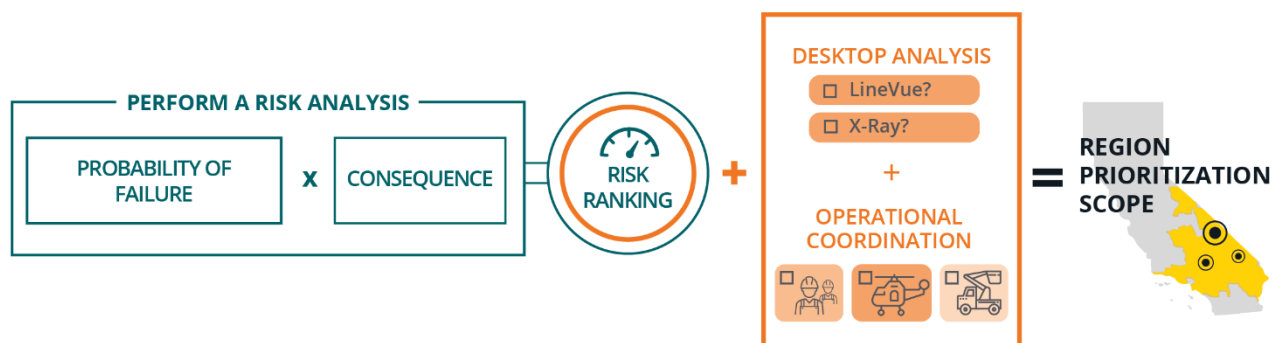 PERFORM A RISK ANALYSIS
PROBABILITY OF
FAILURE
x
CONSEQUENCE
=
RISK
RANKING
+
DESKTOP ANALYSIS
LineVue?
X-Ray?
+
OPERATIONAL
COORDINATION
=
REGION
PRIORITIZATION
SCOPE